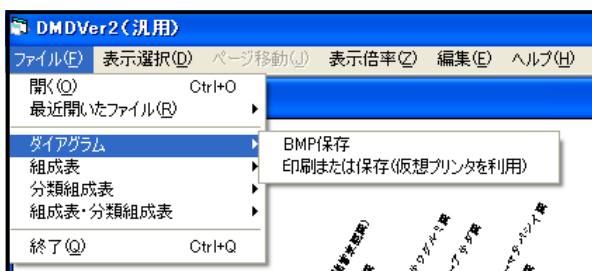 DMDVer2(汎用)
ファイル(F) 表示選択(D) ページ移動(J) 表示倍率(Z) 編集(E) ヘルプ(H)
開く(O) Ctrl+O
最近開いたファイル(R)
ダイアグラム
BMP保存
印刷または保存(仮想プリンタを利用)
組成表
分類組成表
組成表・分類組成表
終了(Q) Ctrl+Q